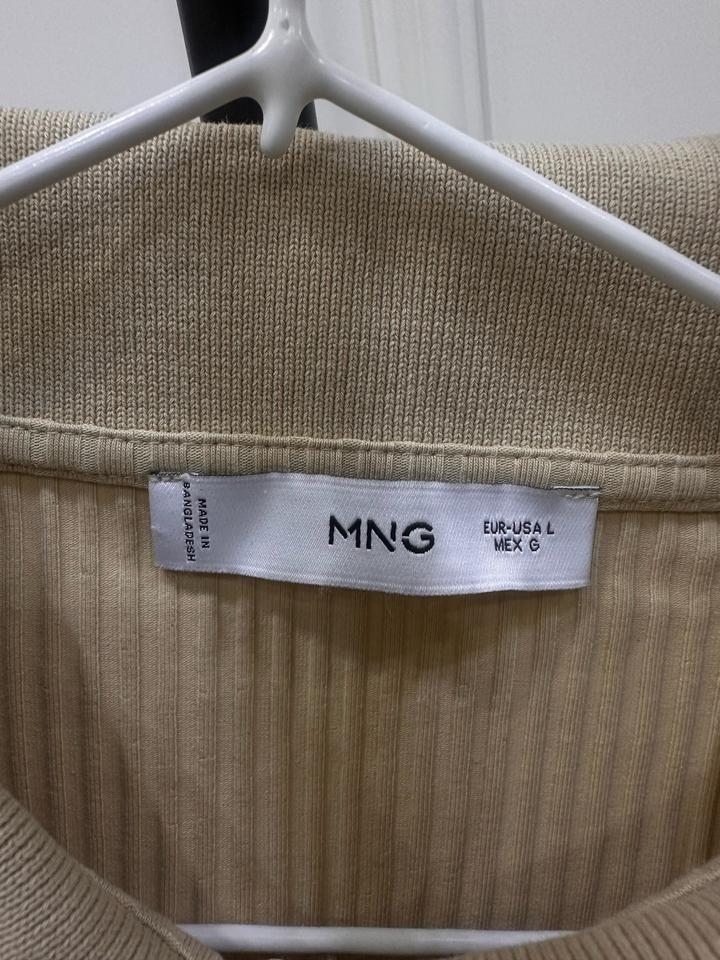 MADE IN
BANGLADESH
MNG
EUR-USA L
MEX G